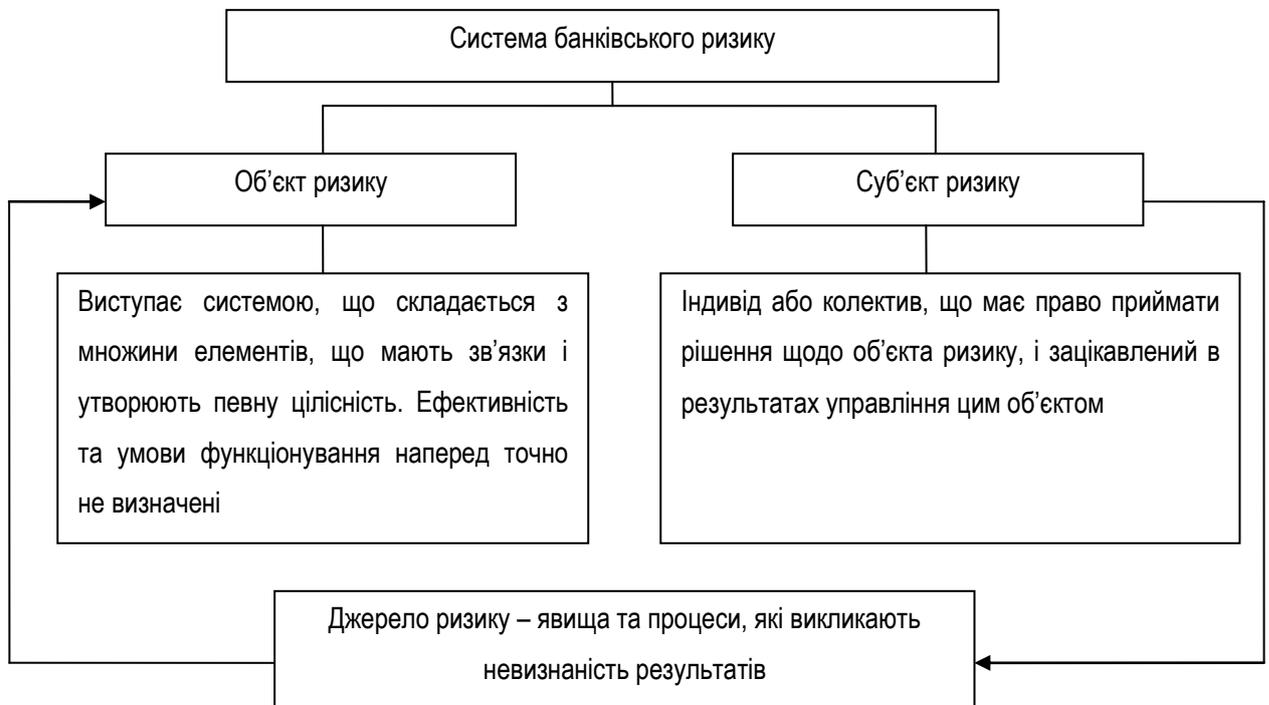 Система банківського ризику
Об’єкт ризику
Суб’єкт ризику
Виступає системою, що складається з
множини елементів, що мають зв’язки і
утворюють певну цілісність. Ефективність
та умови функціонування наперед точно
не визначені
Індивід або колектив, що має право приймати
рішення щодо об’єкта ризику, і зацікавлений в
результатах управління цим об’єктом
Джерело ризику – явища та процеси, які викликають
невизнаність результатів